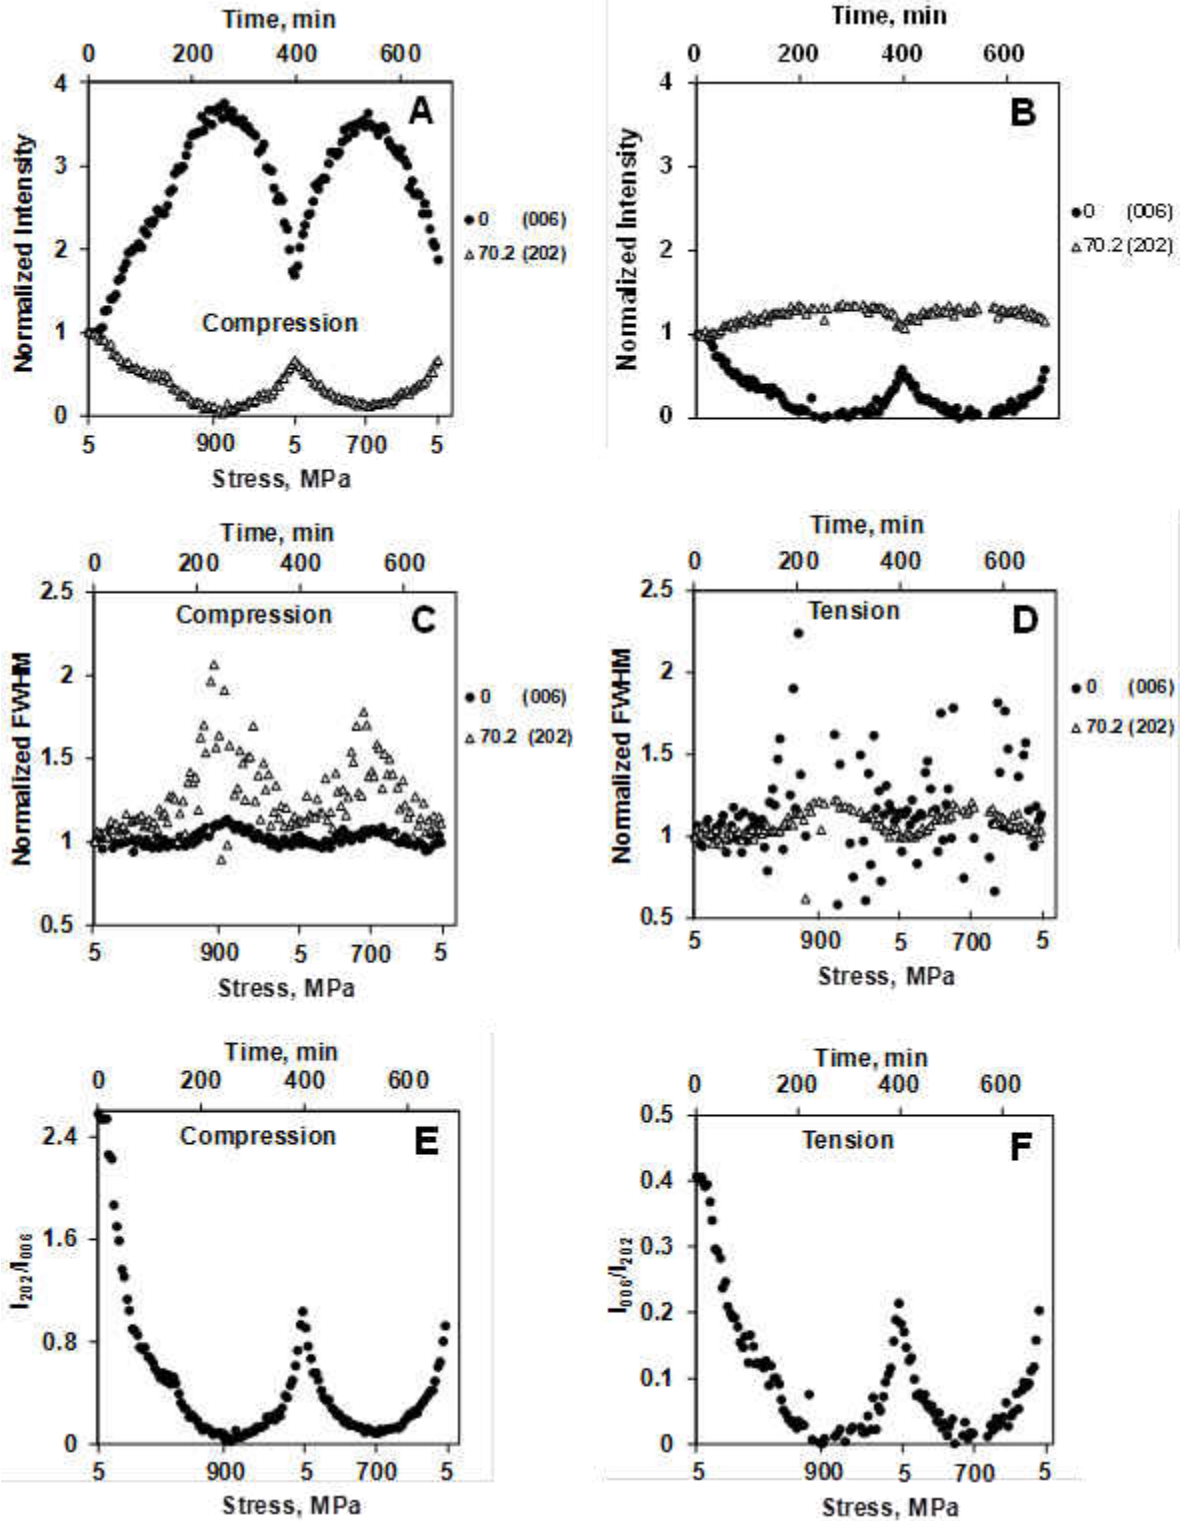 Time, min
0 200 400 600
A
4
3
2
1
0
Normalized Intensity
Compression
0 (006)
70.2 (202)
5 900 5 700 5
Stress, MPa
Time, min
0 200 400 600
B
4
3
2
1
0
Normalized Intensity
0 (006)
70.2 (202)
Time, min
0 200 400 600
Compression C
2.5
2
1.5
1
0.5
Normalized FWHM
0 (006)
70.2 (202)
5 900 5 700 5
Stress, MPa
Time, min
0 200 400 600
Tension D
2.5
2
1.5
1
0.5
Normalized FWHM
0 (006)
70.2 (202)
5 900 5 700 5
Stress, MPa
Time, min
0 200 400 600
Compression E
2.4
1.6
0.8
0
I₂₀₂/I₀₀₆
5 900 5 700 5
Stress, MPa
Time, min
0 200 400 600
Tension F
0.5
0.4
0.3
0.2
0.1
0
I₀₀₆/I₂₀₂
5 900 5 700 5
Stress, MPa